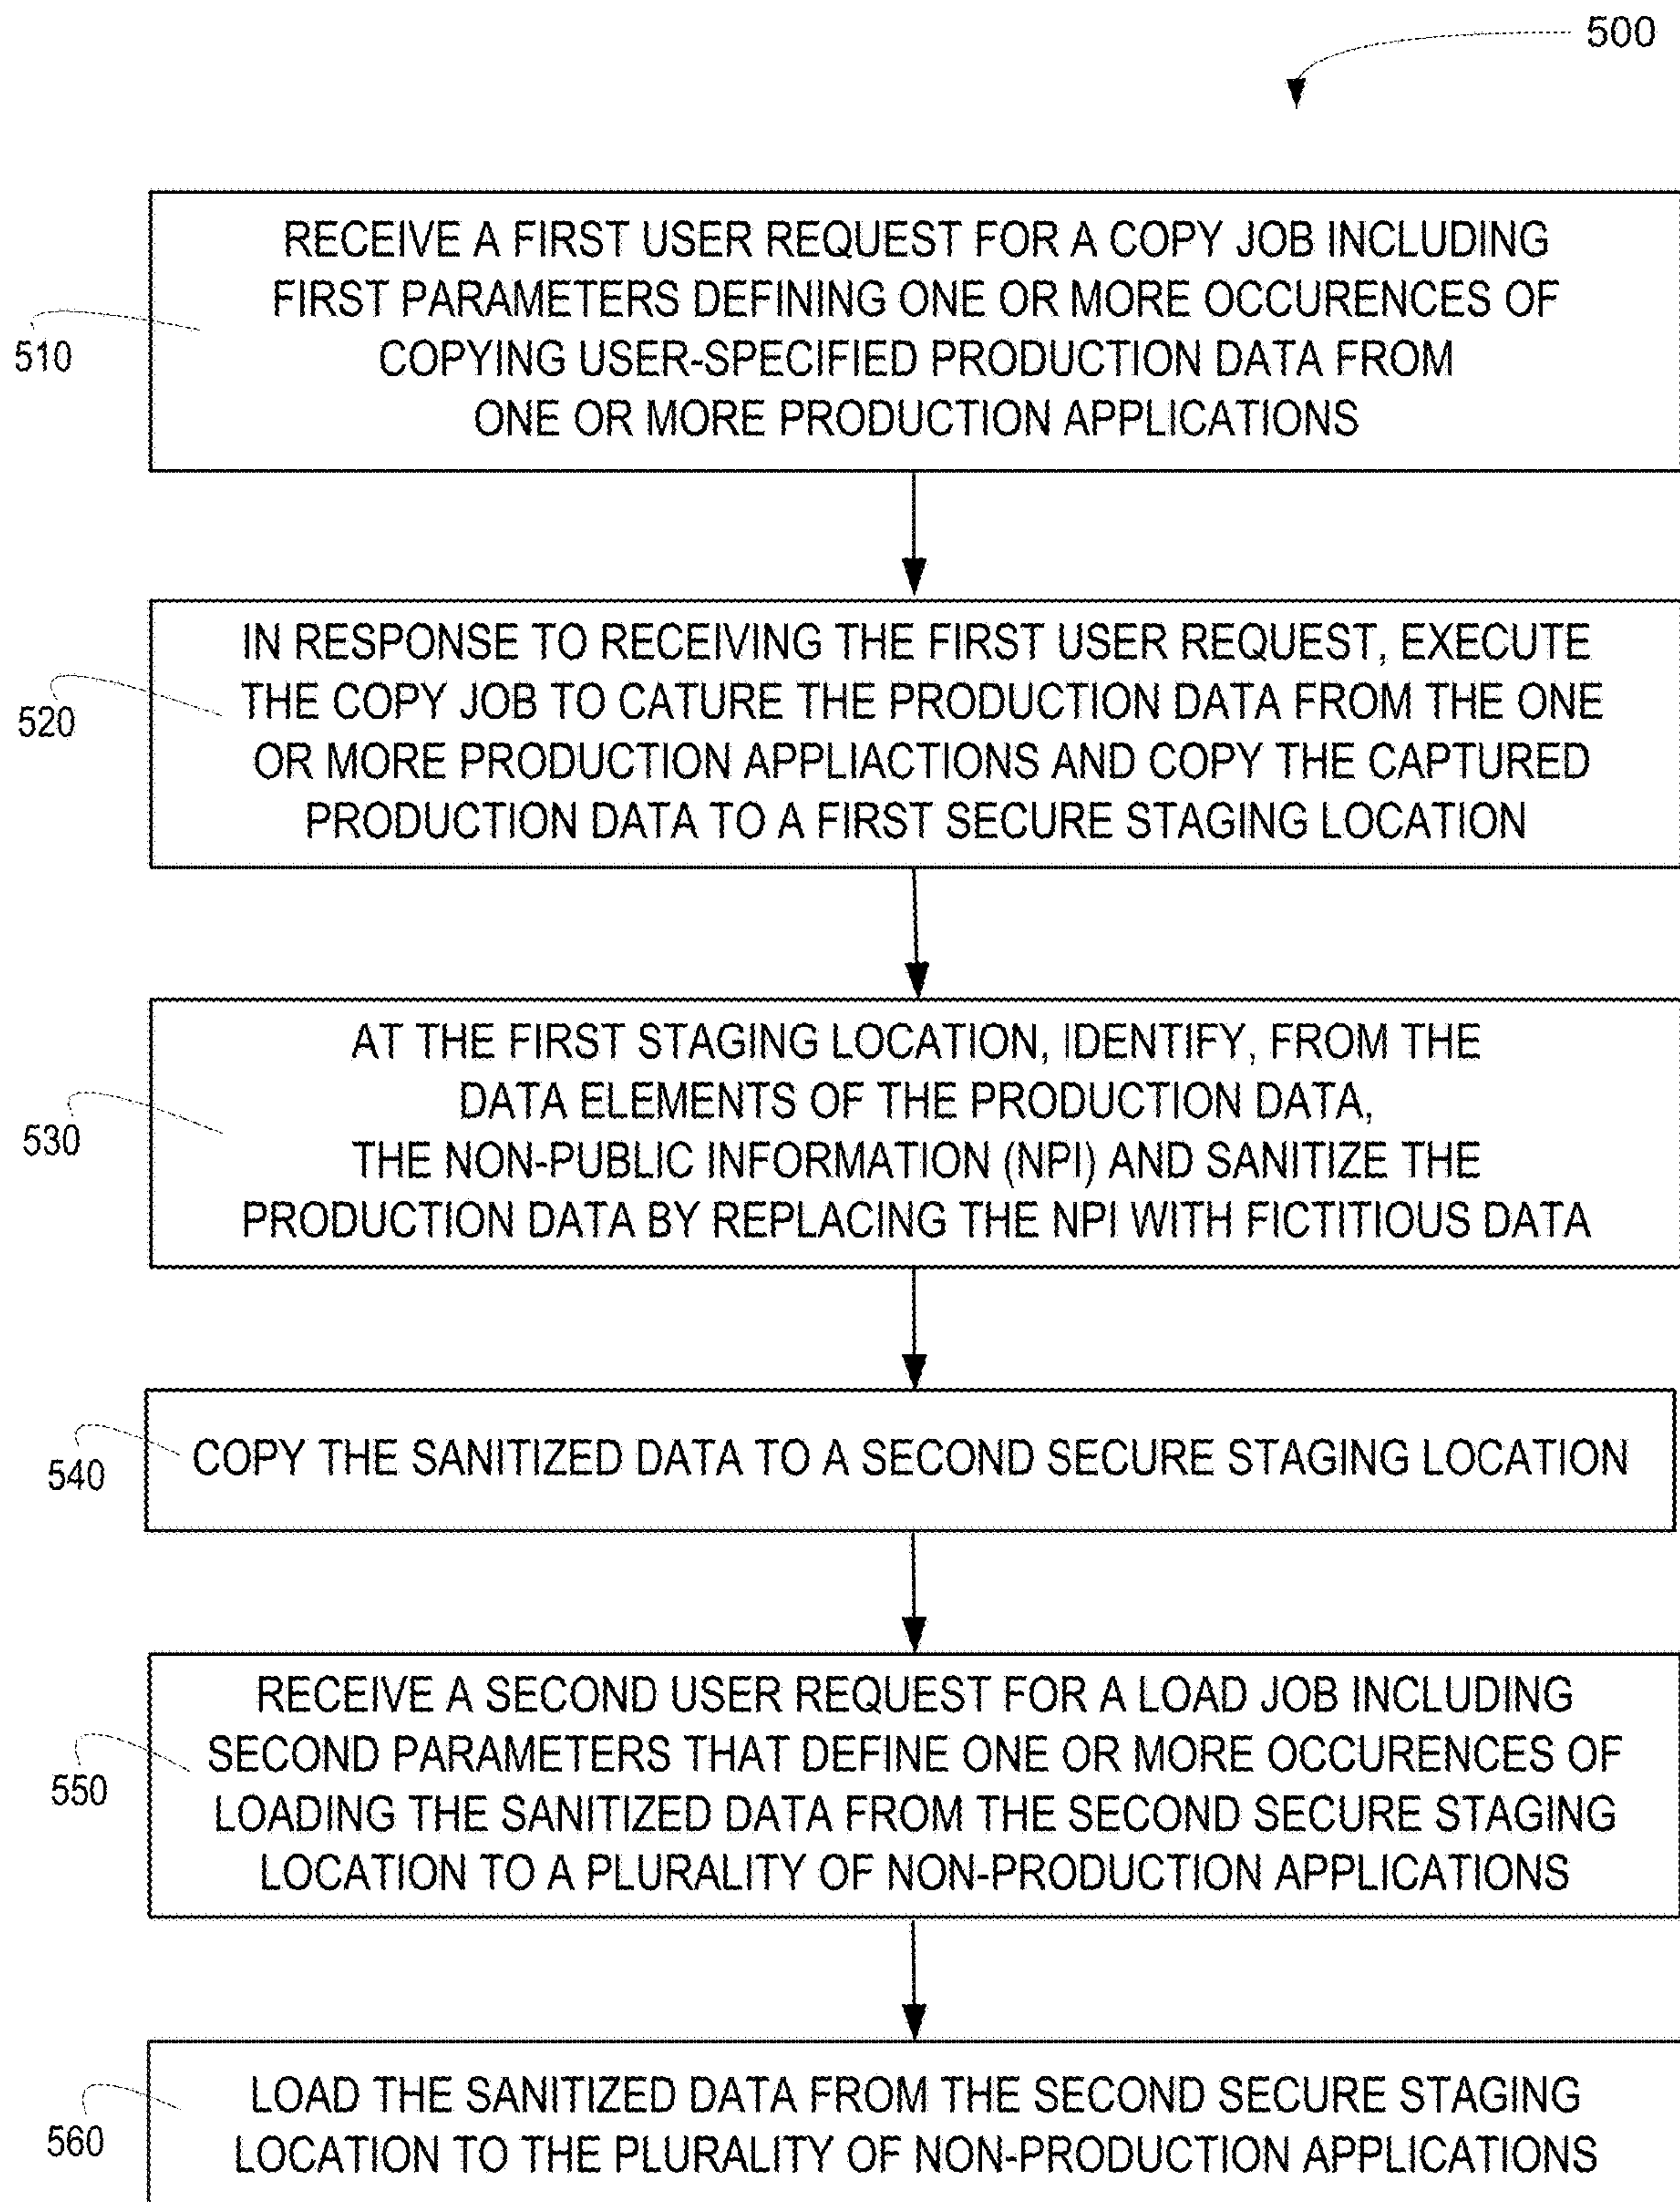 500
RECEIVE A FIRST USER REQUEST FOR A COPY JOB INCLUDING
FIRST PARAMETERS DEFINING ONE OR MORE OCCURENCES OF
COPYING USER-SPECIFIED PRODUCTION DATA FROM
ONE OR MORE PRODUCTION APPLICATIONS
510
IN RESPONSE TO RECEIVING THE FIRST USER REQUEST, EXECUTE
THE COPY JOB TO CATURE THE PRODUCTION DATA FROM THE ONE
OR MORE PRODUCTION APPLIACTIONS AND COPY THE CAPTURED
PRODUCTION DATA TO A FIRST SECURE STAGING LOCATION
520
AT THE FIRST STAGING LOCATION, IDENTIFY, FROM THE
DATA ELEMENTS OF THE PRODUCTION DATA,
THE NON-PUBLIC INFORMATION (NPI) AND SANITIZE THE
PRODUCTION DATA BY REPLACING THE NPI WITH FICTITIOUS DATA
530
COPY THE SANITIZED DATA TO A SECOND SECURE STAGING LOCATION
540
RECEIVE A SECOND USER REQUEST FOR A LOAD JOB INCLUDING
SECOND PARAMETERS THAT DEFINE ONE OR MORE OCCURENCES OF
LOADING THE SANITIZED DATA FROM THE SECOND SECURE STAGING
LOCATION TO A PLURALITY OF NON-PRODUCTION APPLICATIONS
550
LOAD THE SANITIZED DATA FROM THE SECOND SECURE STAGING
LOCATION TO THE PLURALITY OF NON-PRODUCTION APPLICATIONS
560